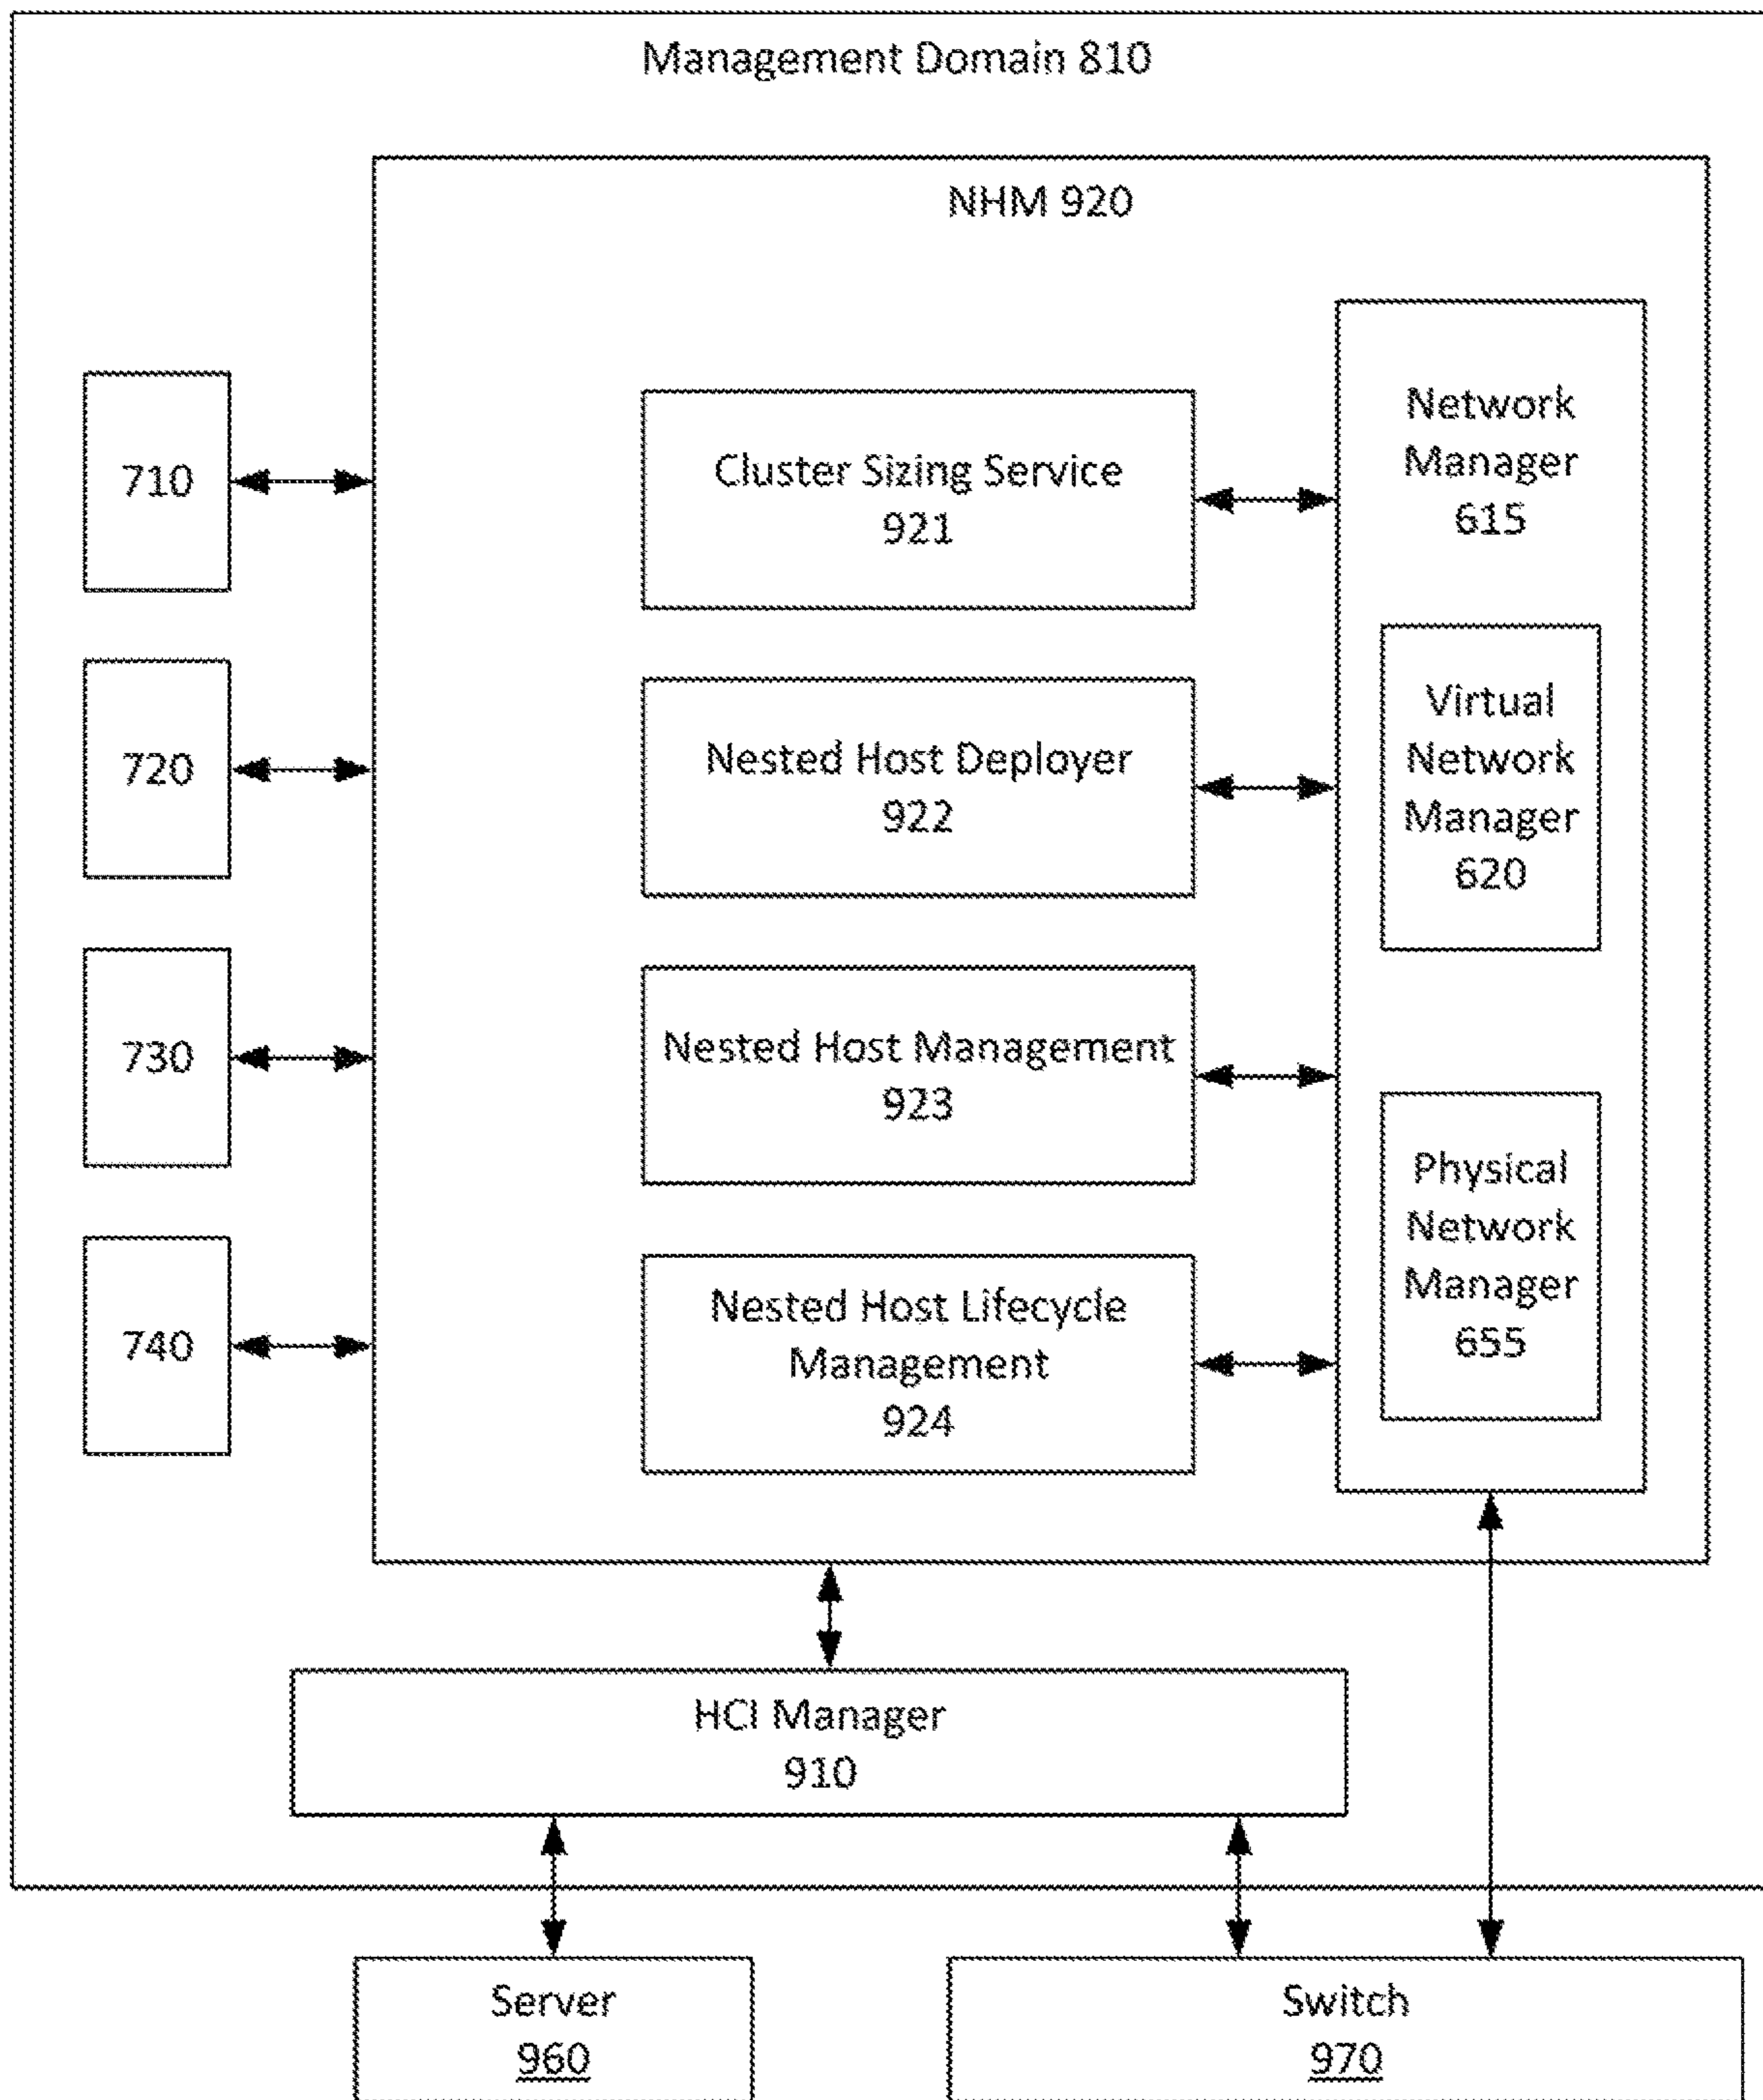 Management Domain 810
NHM 920
710
720
730
740
Cluster Sizing Service
921
Nested Host Deployer
922
Nested Host Management
923
Nested Host Lifecycle
Management
924
Network
Manager
615
Virtual
Network
Manager
620
Physical
Network
Manager
655
HCI Manager
910
Server
960
Switch
970